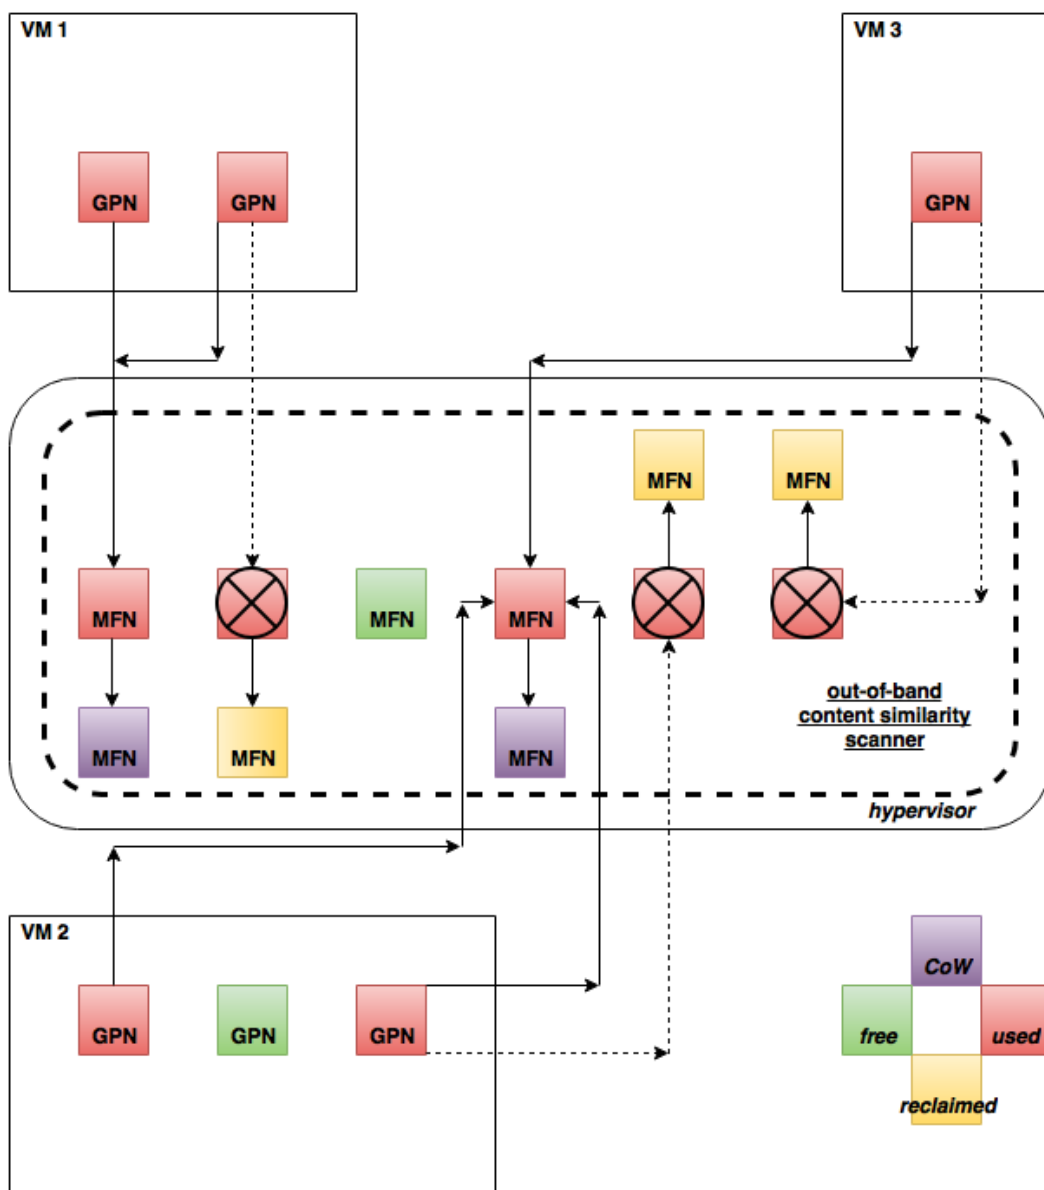 VM 1
VM 3
GPN
GPN
GPN
MFN
MFN
MFN
MFN
MFN
MFN
MFN
MFN
out-of-band
content similarity
scanner
hypervisor
VM 2
GPN
GPN
GPN
CoW
free
used
reclaimed